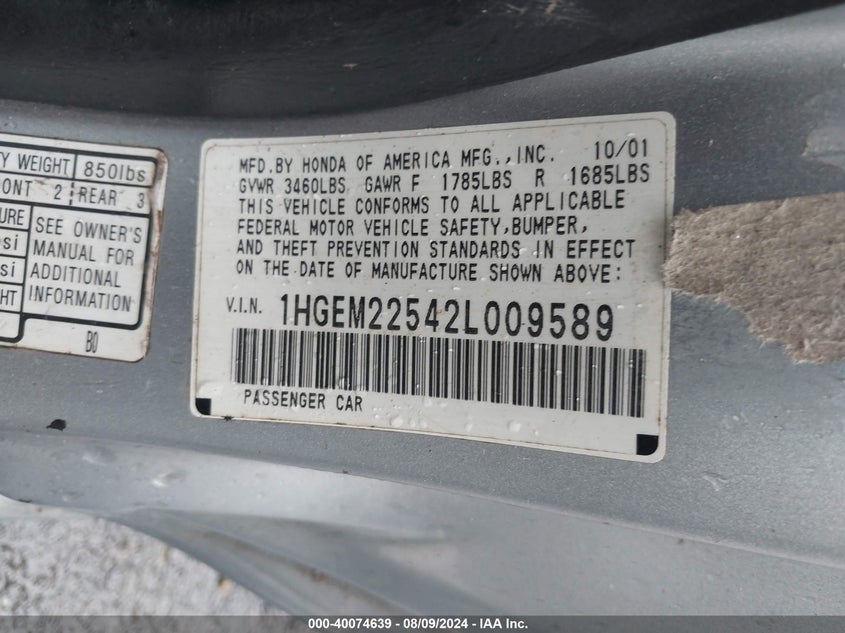 TY WEIGHT 850lbs
ONT 2 REAR 3
URE
SEE OWNER'S
MANUAL FOR
ADDITIONAL
INFORMATION
si
si
HT
B0
MFD.BY HONDA OF AMERICA MFG.,INC. 10/01
GVWR 3460LBS GAWR F 1785LBS R 1685LBS
THIS VEHICLE CONFORMS TO ALL APPLICABLE
FEDERAL MOTOR VEHICLE SAFETY,BUMPER,
AND THEFT PREVENTION STANDARDS IN EFFECT
ON THE DATE OF MANUFACTURE SHOWN ABOVE:
V.I.N. 1HGEM22542L009589
PASSENGER CAR
000-40074639 - 08/09/2024 - IAA Inc.